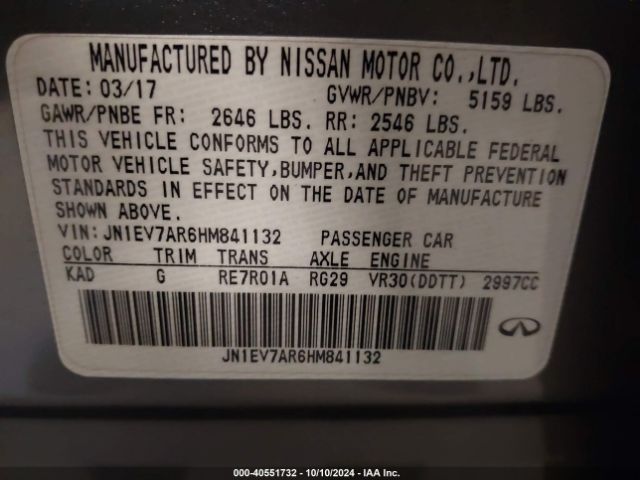 MANUFACTURED BY NISSAN MOTOR CO.,LTD.
DATE: 03/17 GVWR/PNBV: 5159 LBS.
GAWR/PNBE FR: 2646 LBS. RR: 2546 LBS.
THIS VEHICLE CONFORMS TO ALL APPLICABLE FEDERAL
MOTOR VEHICLE SAFETY,BUMPER,AND THEFT PREVENTION
STANDARDS IN EFFECT ON THE DATE OF MANUFACTURE
SHOWN ABOVE.
VIN:JN1EV7AR6HM841132 PASSENGER CAR
COLOR TRIM TRANS AXLE ENGINE
KAD G RE7R01A RG29 VR30(DDTT) 2997CC
JN1EV7AR6HM841132
000-40551732 - 10/10/2024 - IAA Inc.